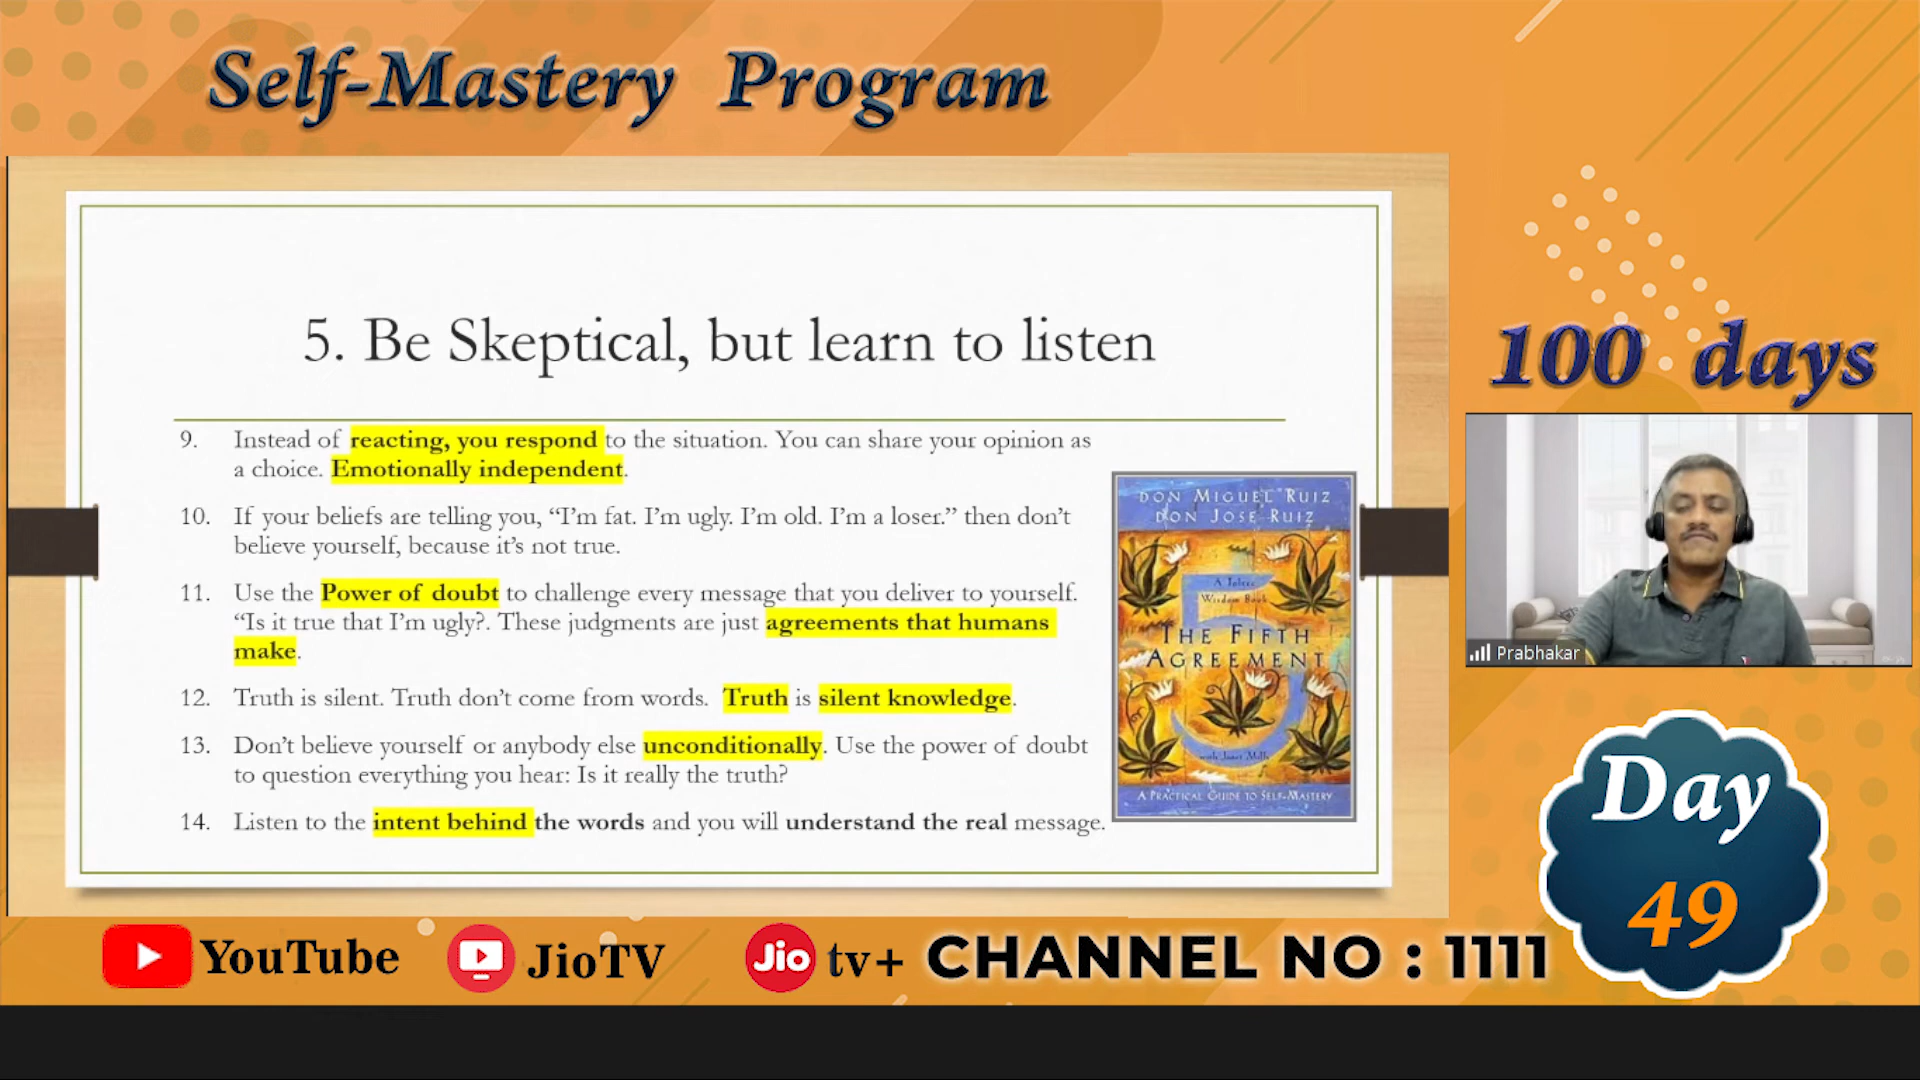 Self-Mastery Program
5. Be Skeptical, but learn to listen
9. Instead of reacting, you respond to the situation. You can share your opinion as
a choice. Emotionally independent.
10. If your beliefs are telling you, “I’m fat. I’m ugly. I’m old. I’m a loser.” then don’t
believe yourself, because it’s not true.
11. Use the Power of doubt to challenge every message that you deliver to yourself.
“Is it true that I’m ugly?. These judgments are just agreements that humans
make.
12. Truth is silent. Truth don’t come from words. Truth is silent knowledge.
13. Don’t believe yourself or anybody else unconditionally. Use the power of doubt
to question everything you hear: Is it really the truth?
14. Listen to the intent behind the words and you will understand the real message.
DON MIGUEL RUIZ
DON JOSE RUIZ
A Toltec
Wisdom Book
5
THE FIFTH
AGREEMENT
with Janet Mills
A PRACTICAL GUIDE TO SELF-MASTERY
100 days
Prabhakar
Day
49
YouTube
JioTV
Jio tv+
CHANNEL NO : 1111